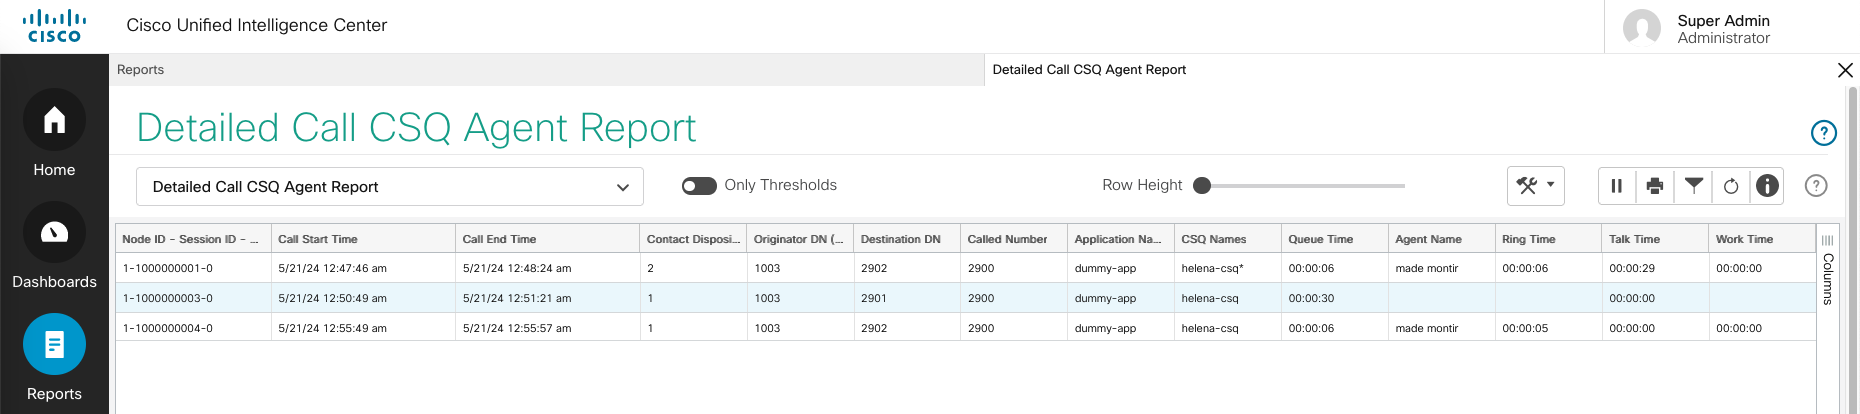 CISCO
Cisco Unified Intelligence Center
Super Admin
Administrator
Reports
Detailed Call CSQ Agent Report
Home
Dashboards
Reports
Detailed Call CSQ Agent Report
?
Detailed Call CSQ Agent Report
Only Thresholds
Row Height
i
?
Node ID - Session ID - ... Call Start Time Call End Time Contact Disposi... Originator DN (... Destination DN Called Number Application Na... CSQ Names Queue Time Agent Name Ring Time Talk Time Work Time
1-1000000001-0 5/21/24 12:47:46 am 5/21/24 12:48:24 am 2 1003 2902 2900 dummy-app helena-csq* 00:00:06 made montir 00:00:06 00:00:29 00:00:00
1-1000000003-0 5/21/24 12:50:49 am 5/21/24 12:51:21 am 1 1003 2901 2900 dummy-app helena-csq 00:00:30 00:00:00
1-1000000004-0 5/21/24 12:55:49 am 5/21/24 12:55:57 am 1 1003 2902 2900 dummy-app helena-csq 00:00:06 made montir 00:00:05 00:00:00 00:00:00
Columns